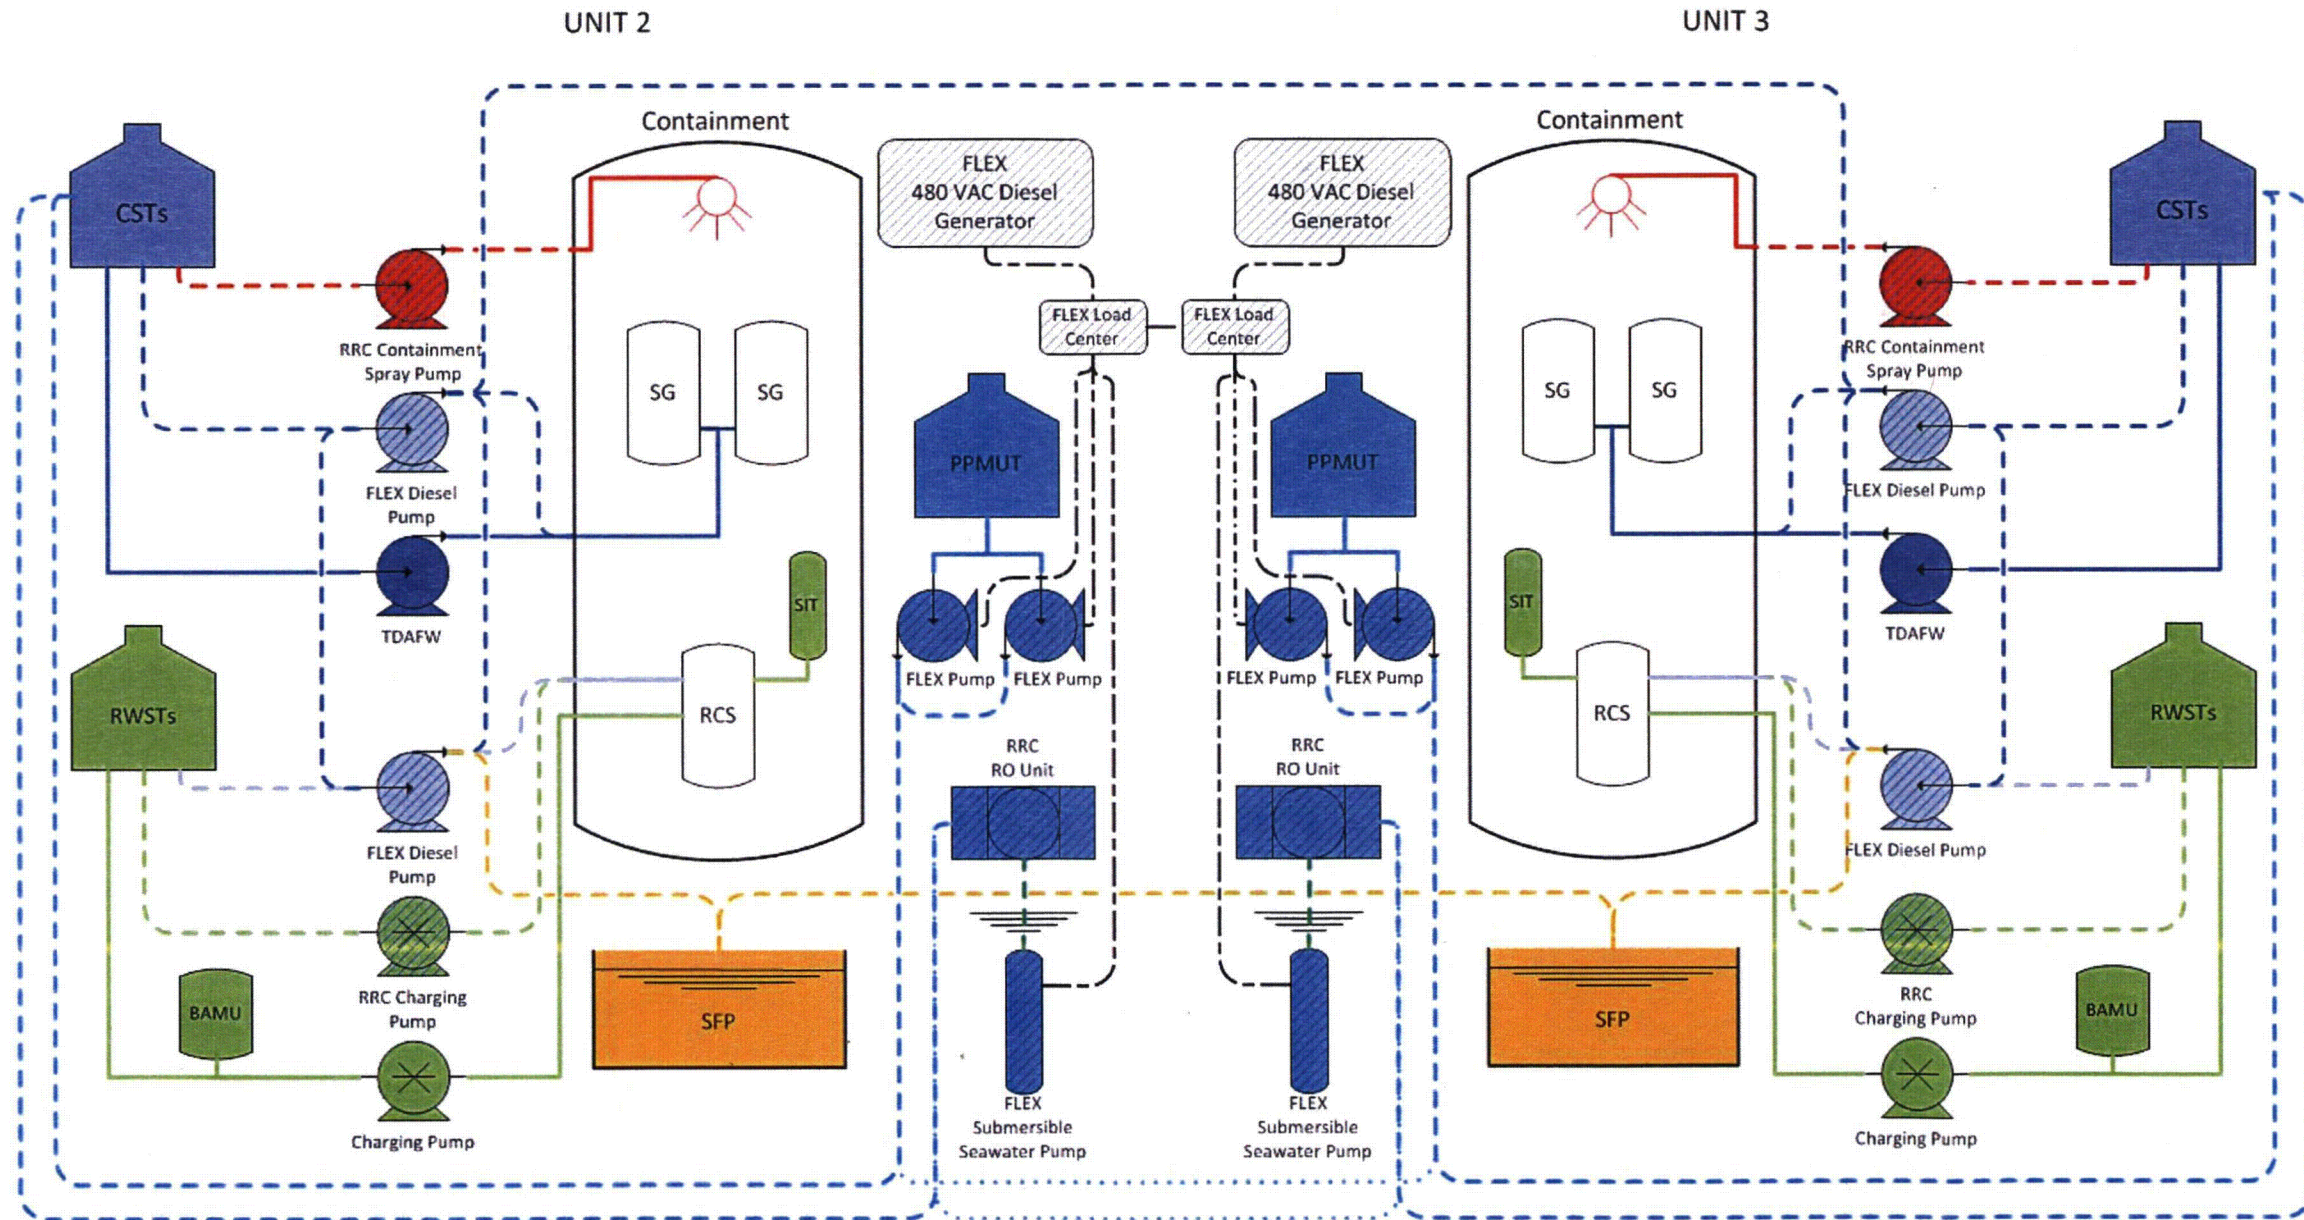 UNIT 2
UNIT 3
Containment
Containment
FLEX
480 VAC Diesel
Generator
FLEX
480 VAC Diesel
Generator
CSTs
CSTs
FLEX Load
Center
FLEX Load
Center
RRC Containment
Spray Pump
RRC Containment
Spray Pump
SG
SG
SG
SG
PPMUT
PPMUT
FLEX Diesel
Pump
FLEX Diesel Pump
TDAFW
TDAFW
SIT
SIT
FLEX Pump
FLEX Pump
FLEX Pump
FLEX Pump
RWSTs
RCS
RCS
RWSTs
RRC
RO Unit
RRC
RO Unit
FLEX Diesel
Pump
FLEX Diesel Pump
RRC Charging
Pump
RRC
Charging Pump
BAMU
BAMU
SFP
SFP
FLEX
Submersible
Seawater Pump
FLEX
Submersible
Seawater Pump
Charging Pump
Charging Pump